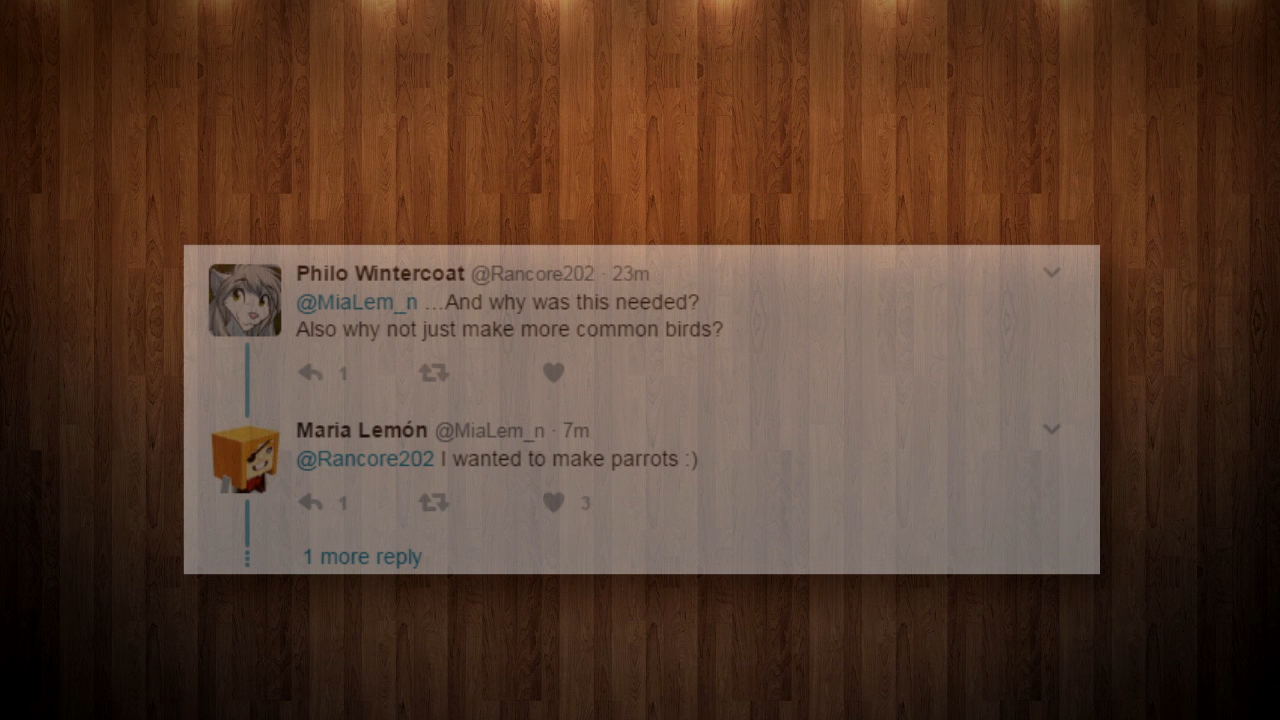 Philo Wintercoat @Rancore202 · 23m
@MiaLem_n ...And why was this needed?
Also why not just make more common birds?
1
Maria Lemón @MiaLem_n · 7m
@Rancore202 I wanted to make parrots :)
1 3
1 more reply